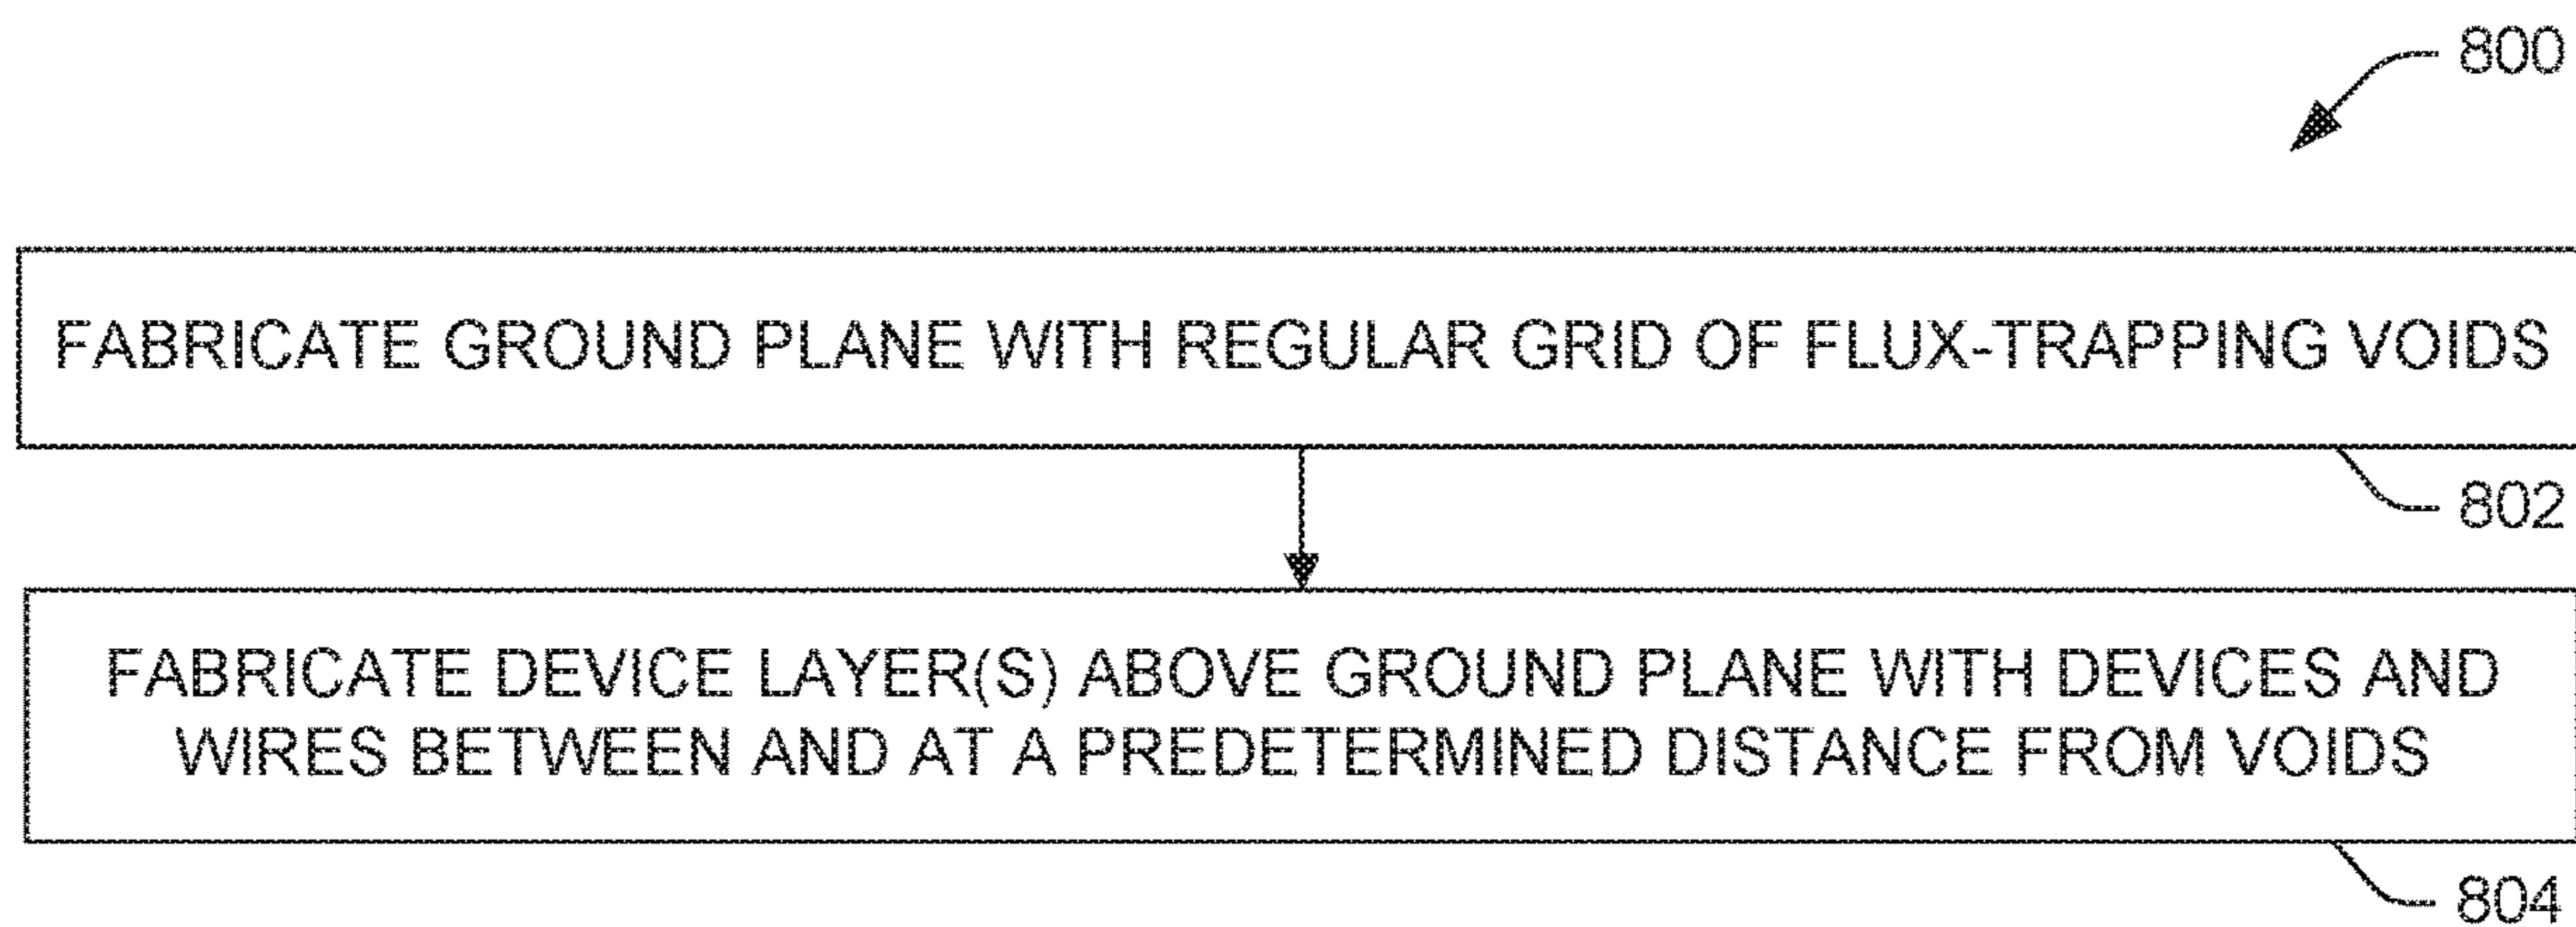 800
FABRICATE GROUND PLANE WITH REGULAR GRID OF FLUX-TRAPPING VOIDS
802
FABRICATE DEVICE LAYER(S) ABOVE GROUND PLANE WITH DEVICES AND
WIRES BETWEEN AND AT A PREDETERMINED DISTANCE FROM VOIDS
804